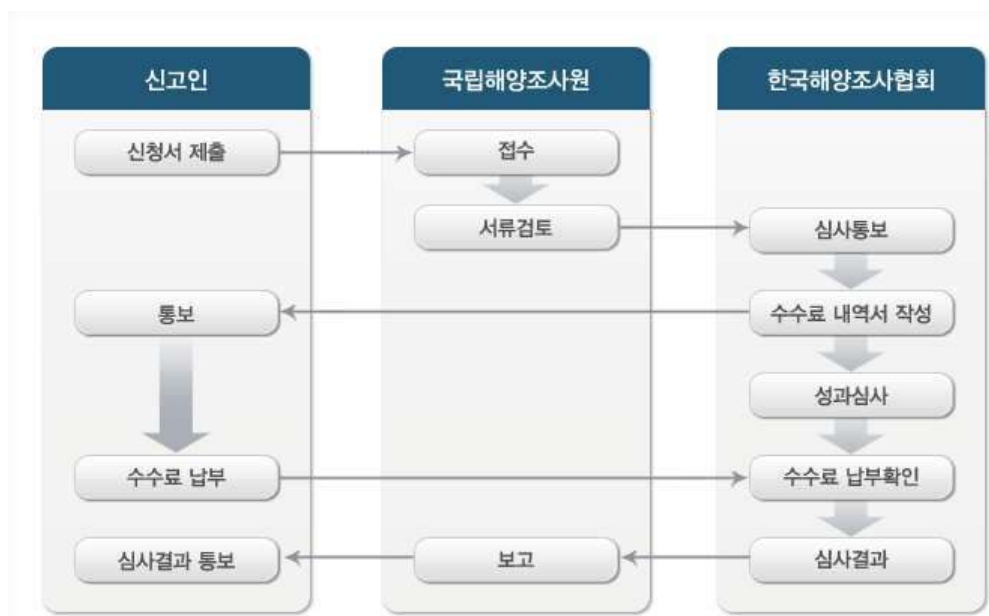 신고인
국립해양조사원
한국해양조사협회
신청서 제출
접수
서류검토
심사통보
통보
수수료 내역서 작성
성과심사
수수료 납부
수수료 납부확인
심사결과 통보
보고
심사결과